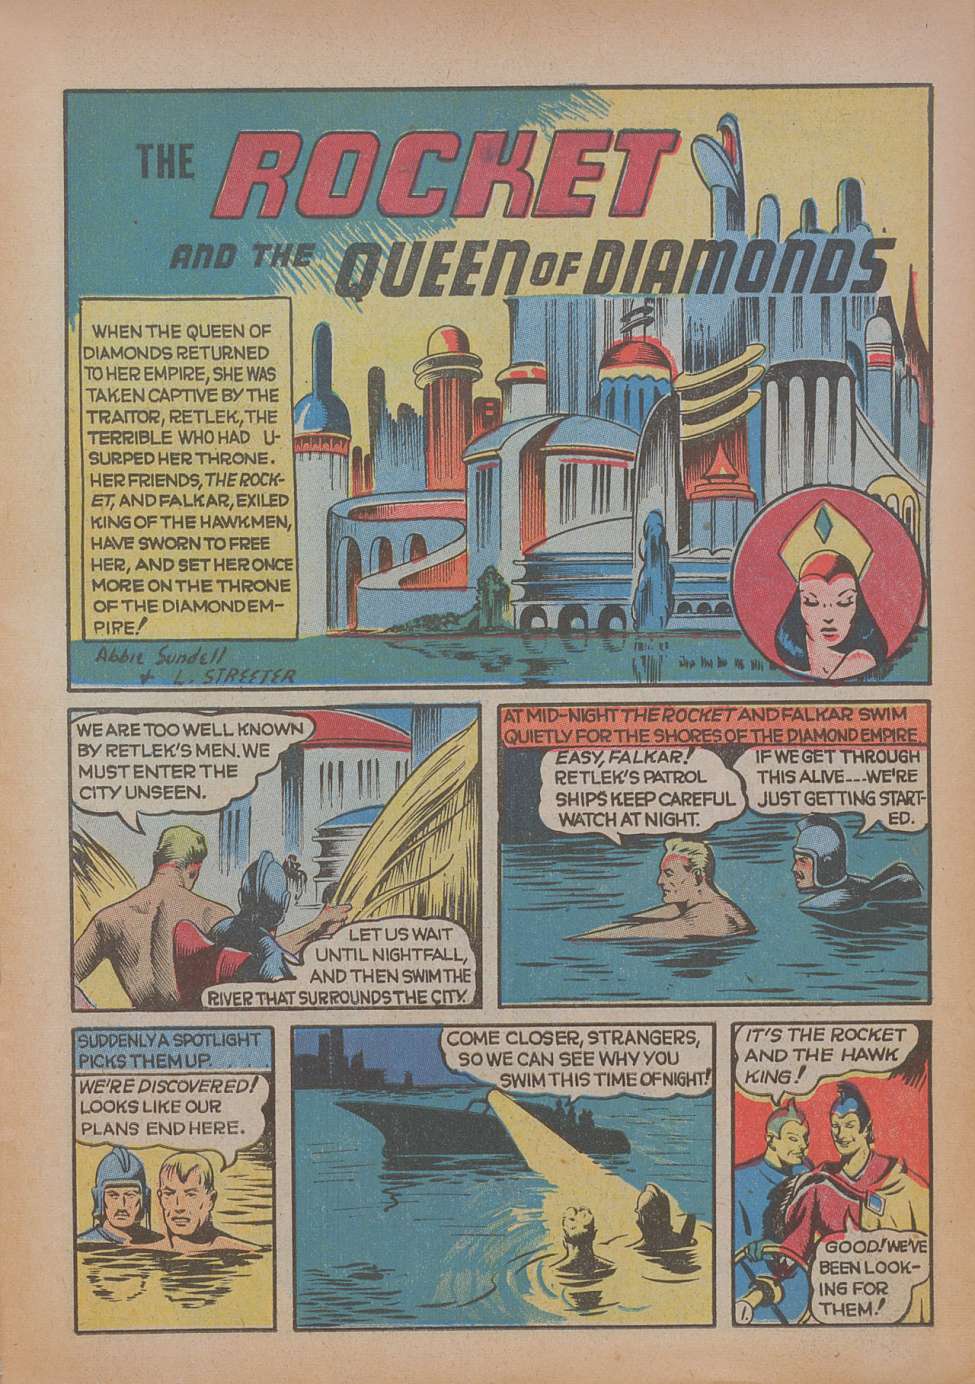 THE ROCKET
AND THE QUEEN OF DIAMONDS
WHEN THE QUEEN OF
DIAMONDS RETURNED
TO HER EMPIRE, SHE WAS
TAKEN CAPTIVE BY THE
TRAITOR, RETLEK, THE
TERRIBLE WHO HAD U-
SURPED HER THRONE.
HER FRIENDS, THE ROCK-
ET, AND FALKAR, EXILED
KING OF THE HAWKMEN,
HAVE SWORN TO FREE
HER, AND SET HER ONCE
MORE ON THE THRONE
OF THE DIAMOND EM-
PIRE!
Abbie Sundell
+ L. STREETER
WE ARE TOO WELL KNOWN
BY RETLEK'S MEN. WE
MUST ENTER THE
CITY UNSEEN.
LET US WAIT
UNTIL NIGHTFALL,
AND THEN SWIM THE
RIVER THAT SURROUNDS THE CITY.
AT MID-NIGHT THE ROCKET AND FALKAR SWIM
QUIETLY FOR THE SHORES OF THE DIAMOND EMPIRE.
EASY, FALKAR!
RETLEK'S PATROL
SHIPS KEEP CAREFUL
WATCH AT NIGHT.
IF WE GET THROUGH
THIS ALIVE---WE'RE
JUST GETTING START-
ED.
SUDDENLY A SPOTLIGHT
PICKS THEM UP.
WE'RE DISCOVERED!
LOOKS LIKE OUR
PLANS END HERE.
COME CLOSER, STRANGERS,
SO WE CAN SEE WHY YOU
SWIM THIS TIME OF NIGHT!
IT'S THE ROCKET
AND THE HAWK
KING!
GOOD! WE'VE
BEEN LOOK-
ING FOR
THEM!
1.